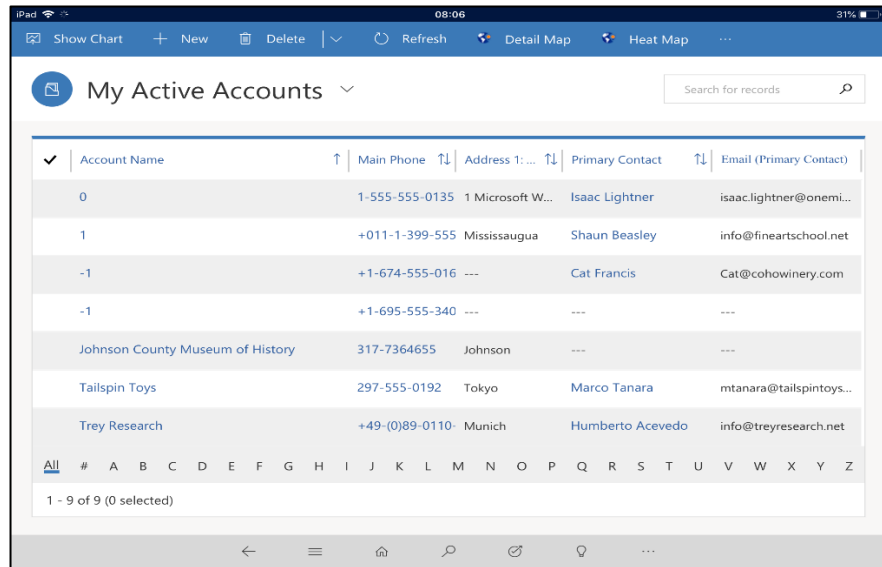 iPad 08:06 31%
Show Chart New Delete Refresh Detail Map Heat Map ...
My Active Accounts
Search for records
Account Name Main Phone Address 1: ... Primary Contact Email (Primary Contact)
0 1-555-555-0135 1 Microsoft W... Isaac Lightner isaac.lightner@onemi...
1 +011-1-399-555 Mississaugua Shaun Beasley info@fineartschool.net
-1 +1-674-555-016 --- Cat Francis Cat@cohowinery.com
-1 +1-695-555-340 --- --- ---
Johnson County Museum of History 317-7364655 Johnson --- ---
Tailspin Toys 297-555-0192 Tokyo Marco Tanara mtanara@tailspintoys...
Trey Research +49-(0)89-0110- Munich Humberto Acevedo info@treyresearch.net
All # A B C D E F G H I J K L M N O P Q R S T U V W X Y Z
1 - 9 of 9 (0 selected)
...